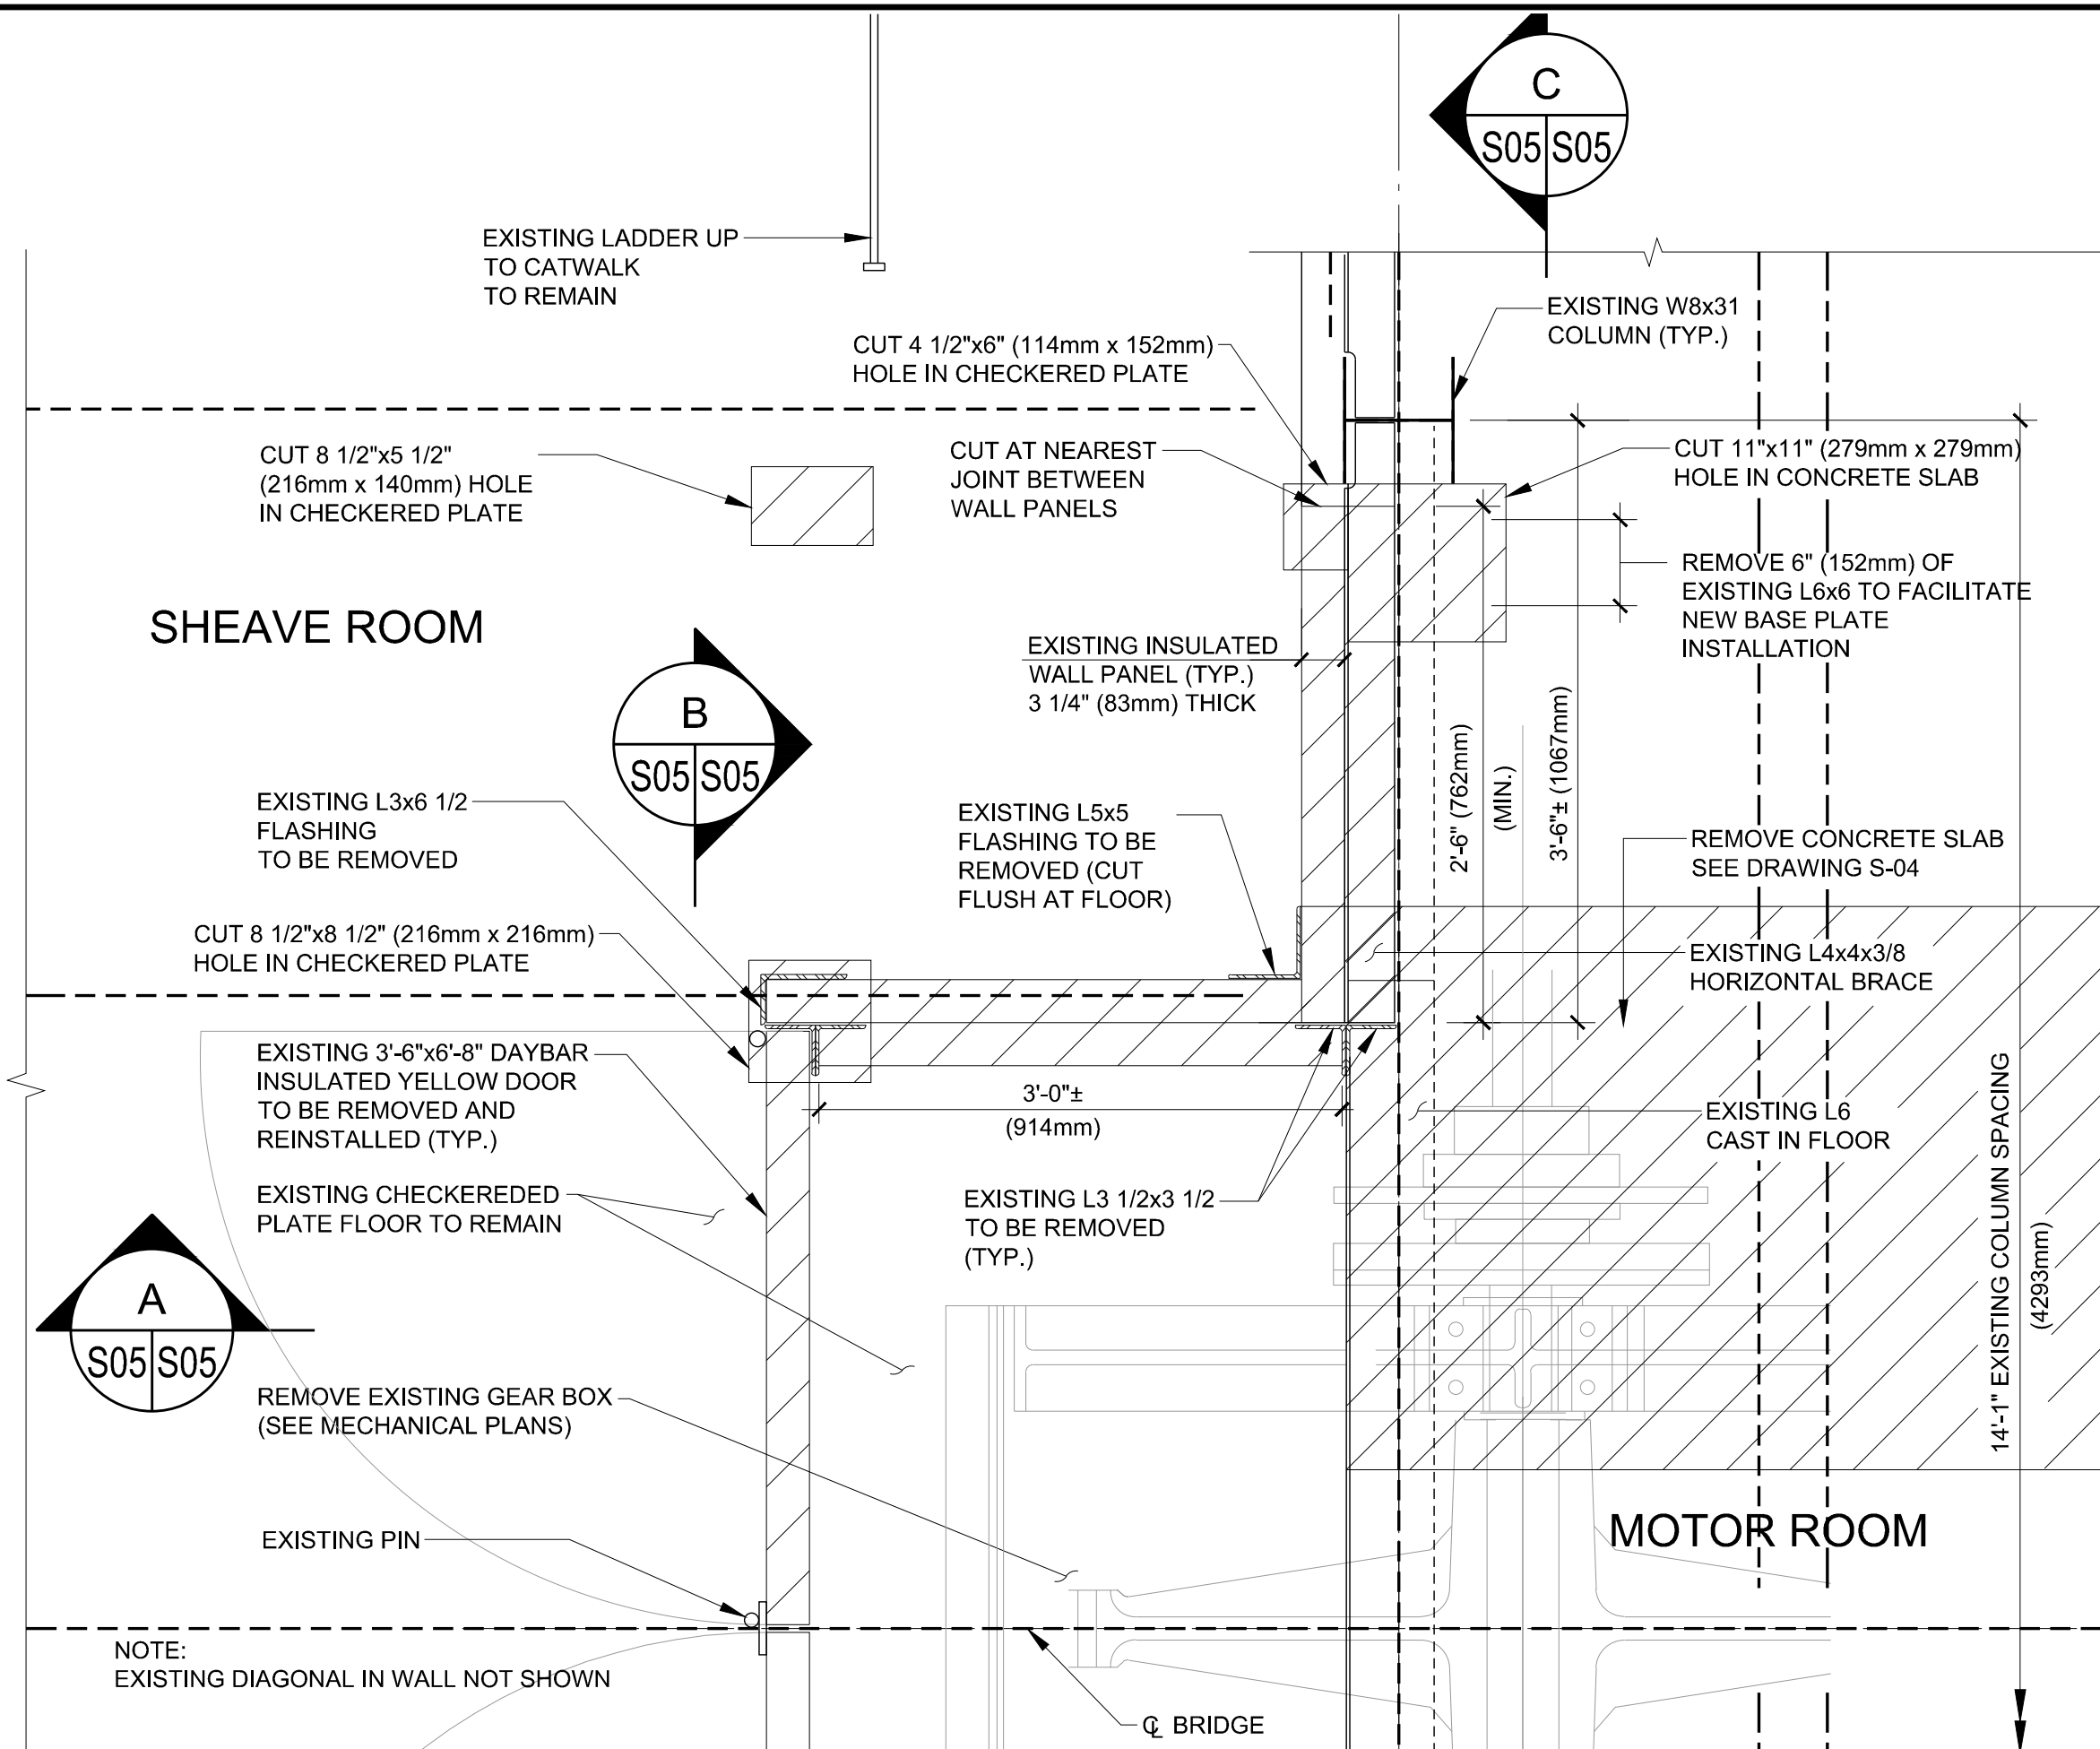 C
S05 S05
EXISTING LADDER UP
TO CATWALK
TO REMAIN
EXISTING W8x31
COLUMN (TYP.)
CUT 4 1/2"x6" (114mm x 152mm)
HOLE IN CHECKERED PLATE
CUT 8 1/2"x5 1/2"
(216mm x 140mm) HOLE
IN CHECKERED PLATE
CUT AT NEAREST
JOINT BETWEEN
WALL PANELS
CUT 11"x11" (279mm x 279mm)
HOLE IN CONCRETE SLAB
REMOVE 6" (152mm) OF
EXISTING L6x6 TO FACILITATE
NEW BASE PLATE
INSTALLATION
SHEAVE ROOM
EXISTING INSULATED
WALL PANEL (TYP.)
3 1/4" (83mm) THICK
B
S05 S05
2'-6" (762mm)
(MIN.)
3'-6"± (1067mm)
EXISTING L3x6 1/2
FLASHING
TO BE REMOVED
EXISTING L5x5
FLASHING TO BE
REMOVED (CUT
FLUSH AT FLOOR)
REMOVE CONCRETE SLAB
SEE DRAWING S-04
CUT 8 1/2"x8 1/2" (216mm x 216mm)
HOLE IN CHECKERED PLATE
EXISTING L4x4x3/8
HORIZONTAL BRACE
EXISTING 3'-6"x6'-8" DAYBAR
INSULATED YELLOW DOOR
TO BE REMOVED AND
REINSTALLED (TYP.)
3'-0"±
(914mm)
EXISTING L6
CAST IN FLOOR
14'-1" EXISTING COLUMN SPACING
(4293mm)
EXISTING CHECKEREDED
PLATE FLOOR TO REMAIN
EXISTING L3 1/2x3 1/2
TO BE REMOVED
(TYP.)
A
S05 S05
REMOVE EXISTING GEAR BOX
(SEE MECHANICAL PLANS)
MOTOR ROOM
EXISTING PIN
NOTE:
EXISTING DIAGONAL IN WALL NOT SHOWN
℄ BRIDGE